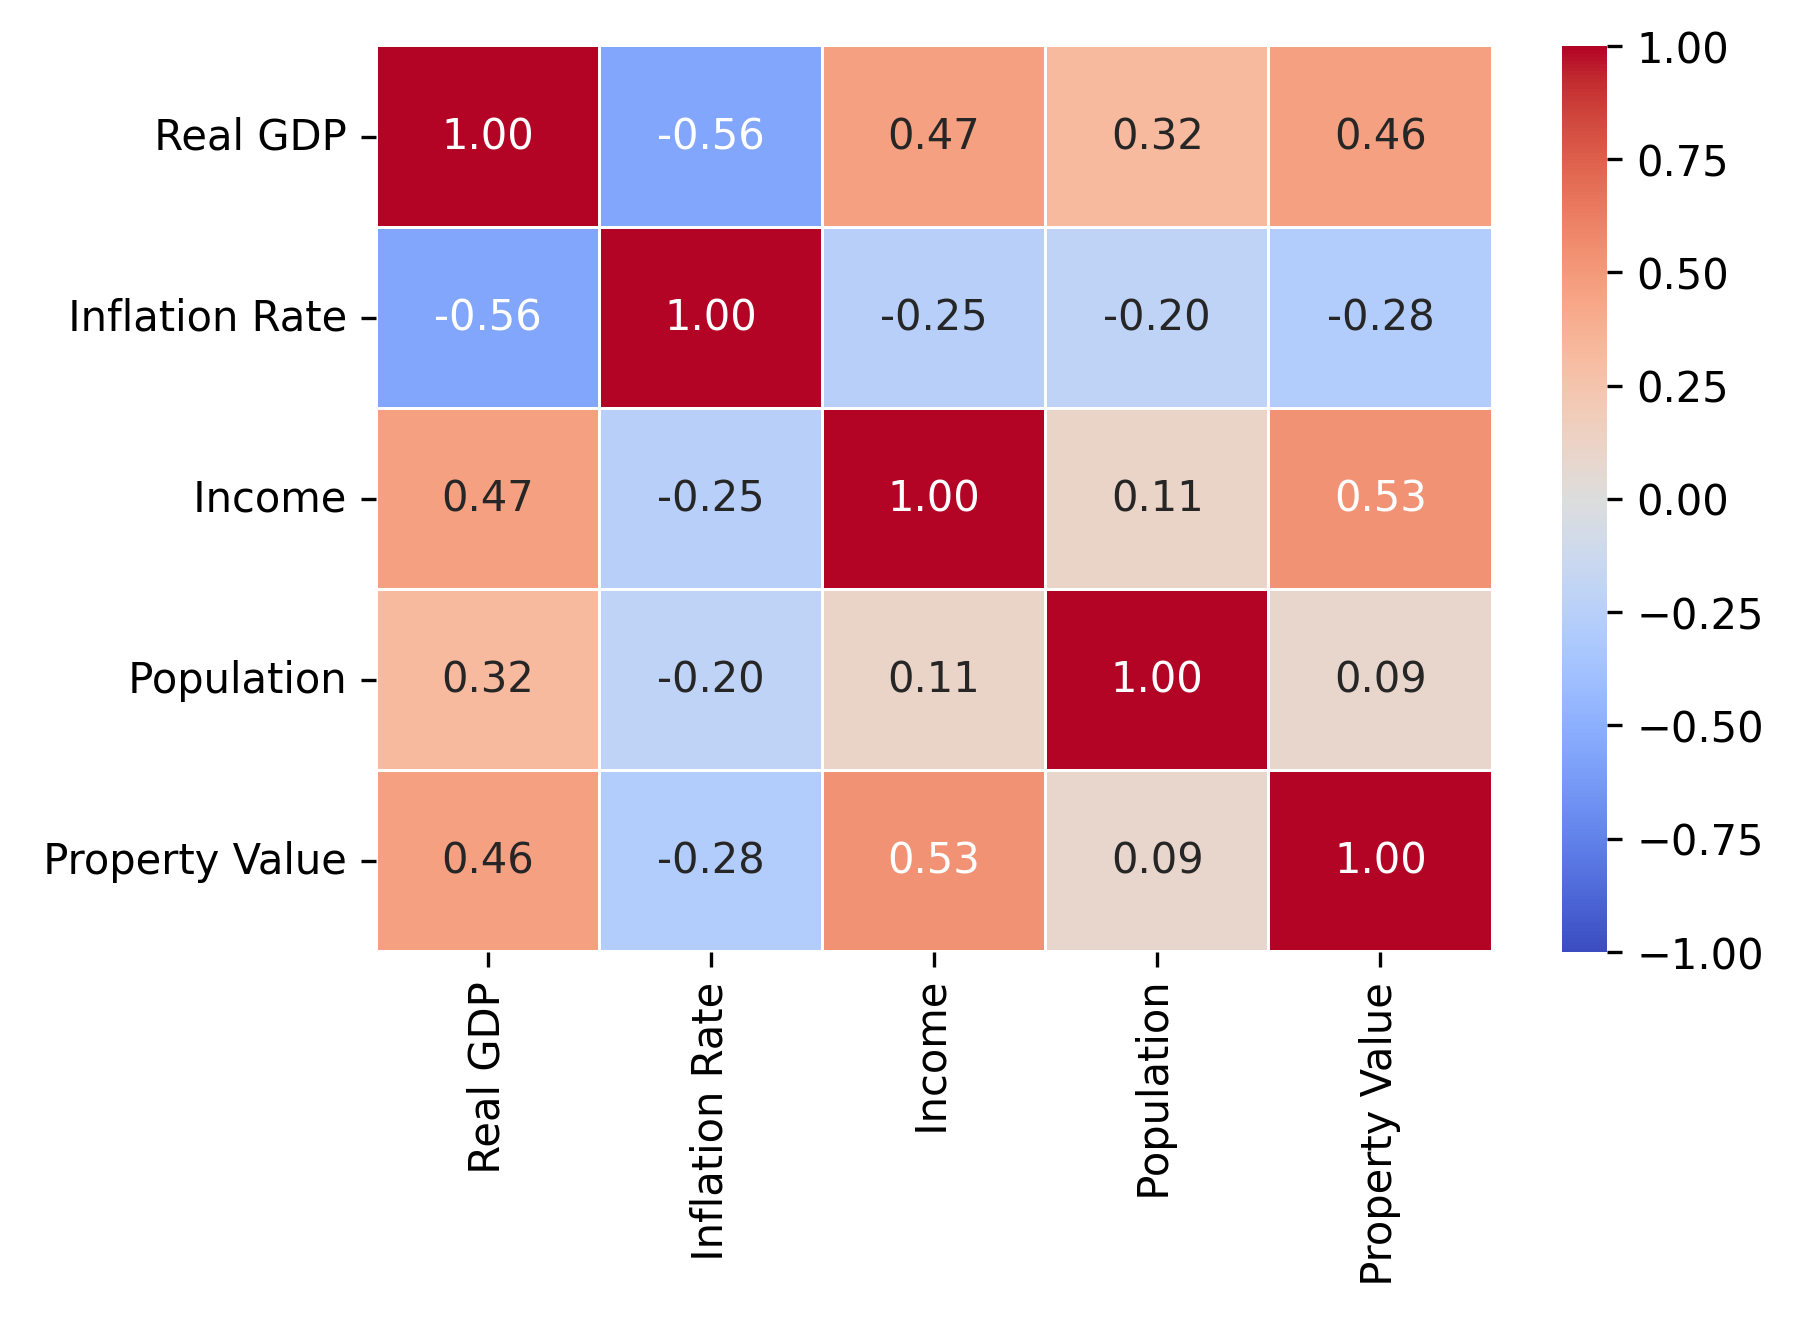 Real GDP 1.00 -0.56 0.47 0.32 0.46
Inflation Rate -0.56 1.00 -0.25 -0.20 -0.28
Income 0.47 -0.25 1.00 0.11 0.53
Population 0.32 -0.20 0.11 1.00 0.09
Property Value 0.46 -0.28 0.53 0.09 1.00
Real GDP
Inflation Rate
Income
Population
Property Value
1.00
0.75
0.50
0.25
0.00
−0.25
−0.50
−0.75
−1.00